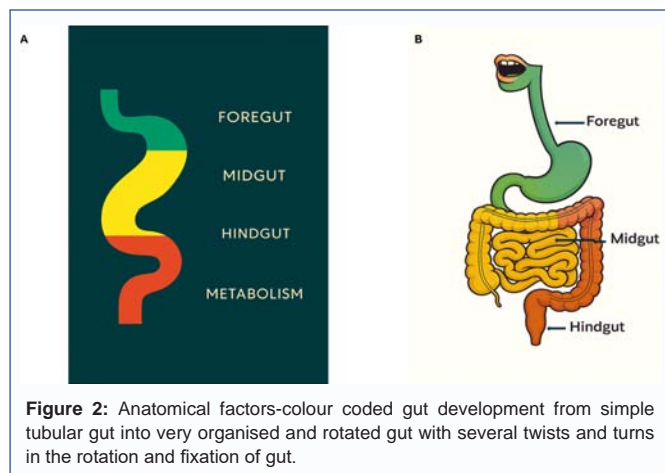 A
FOREGUT
MIDGUT
HINDGUT
METABOLISM
B
Foregut
Midgut
Hindgut
Figure 2: Anatomical factors-colour coded gut development from simple
tubular gut into very organised and rotated gut with several twists and turns
in the rotation and fixation of gut.